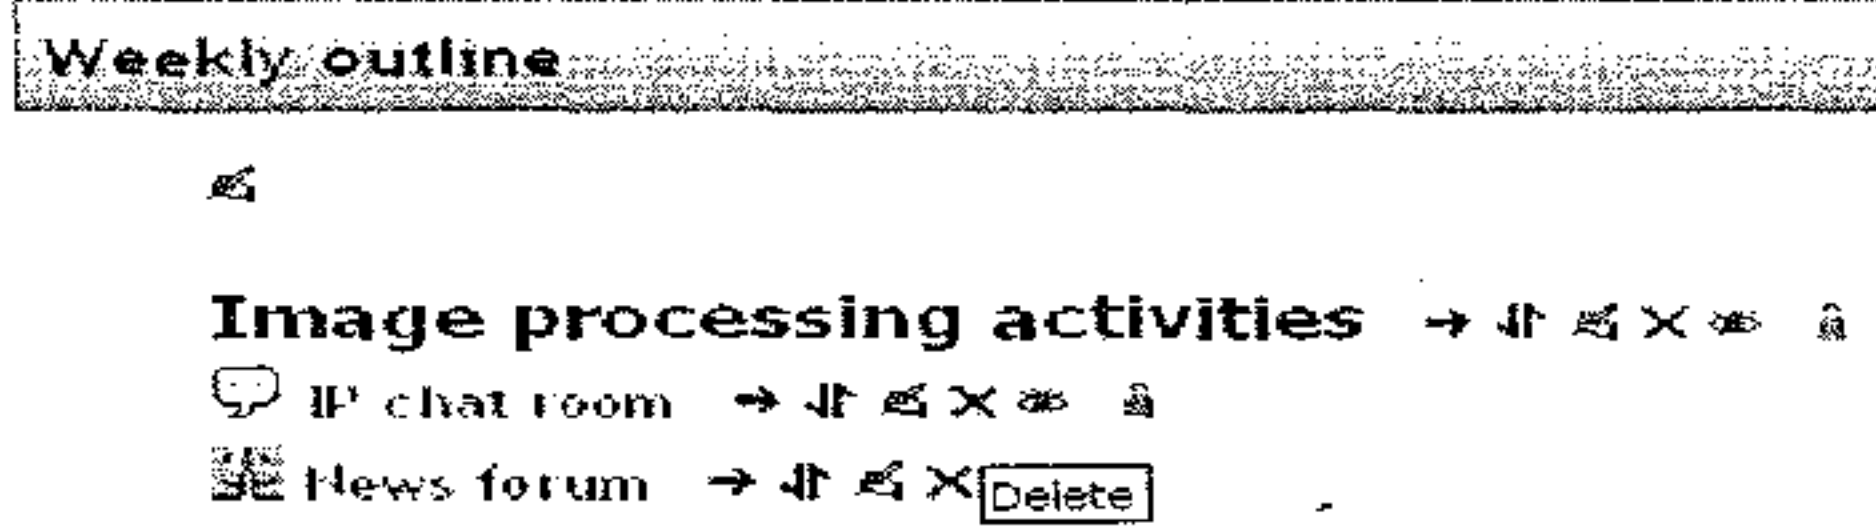 Weekly outline
Image processing activities
IP chat room
News forum
Delete